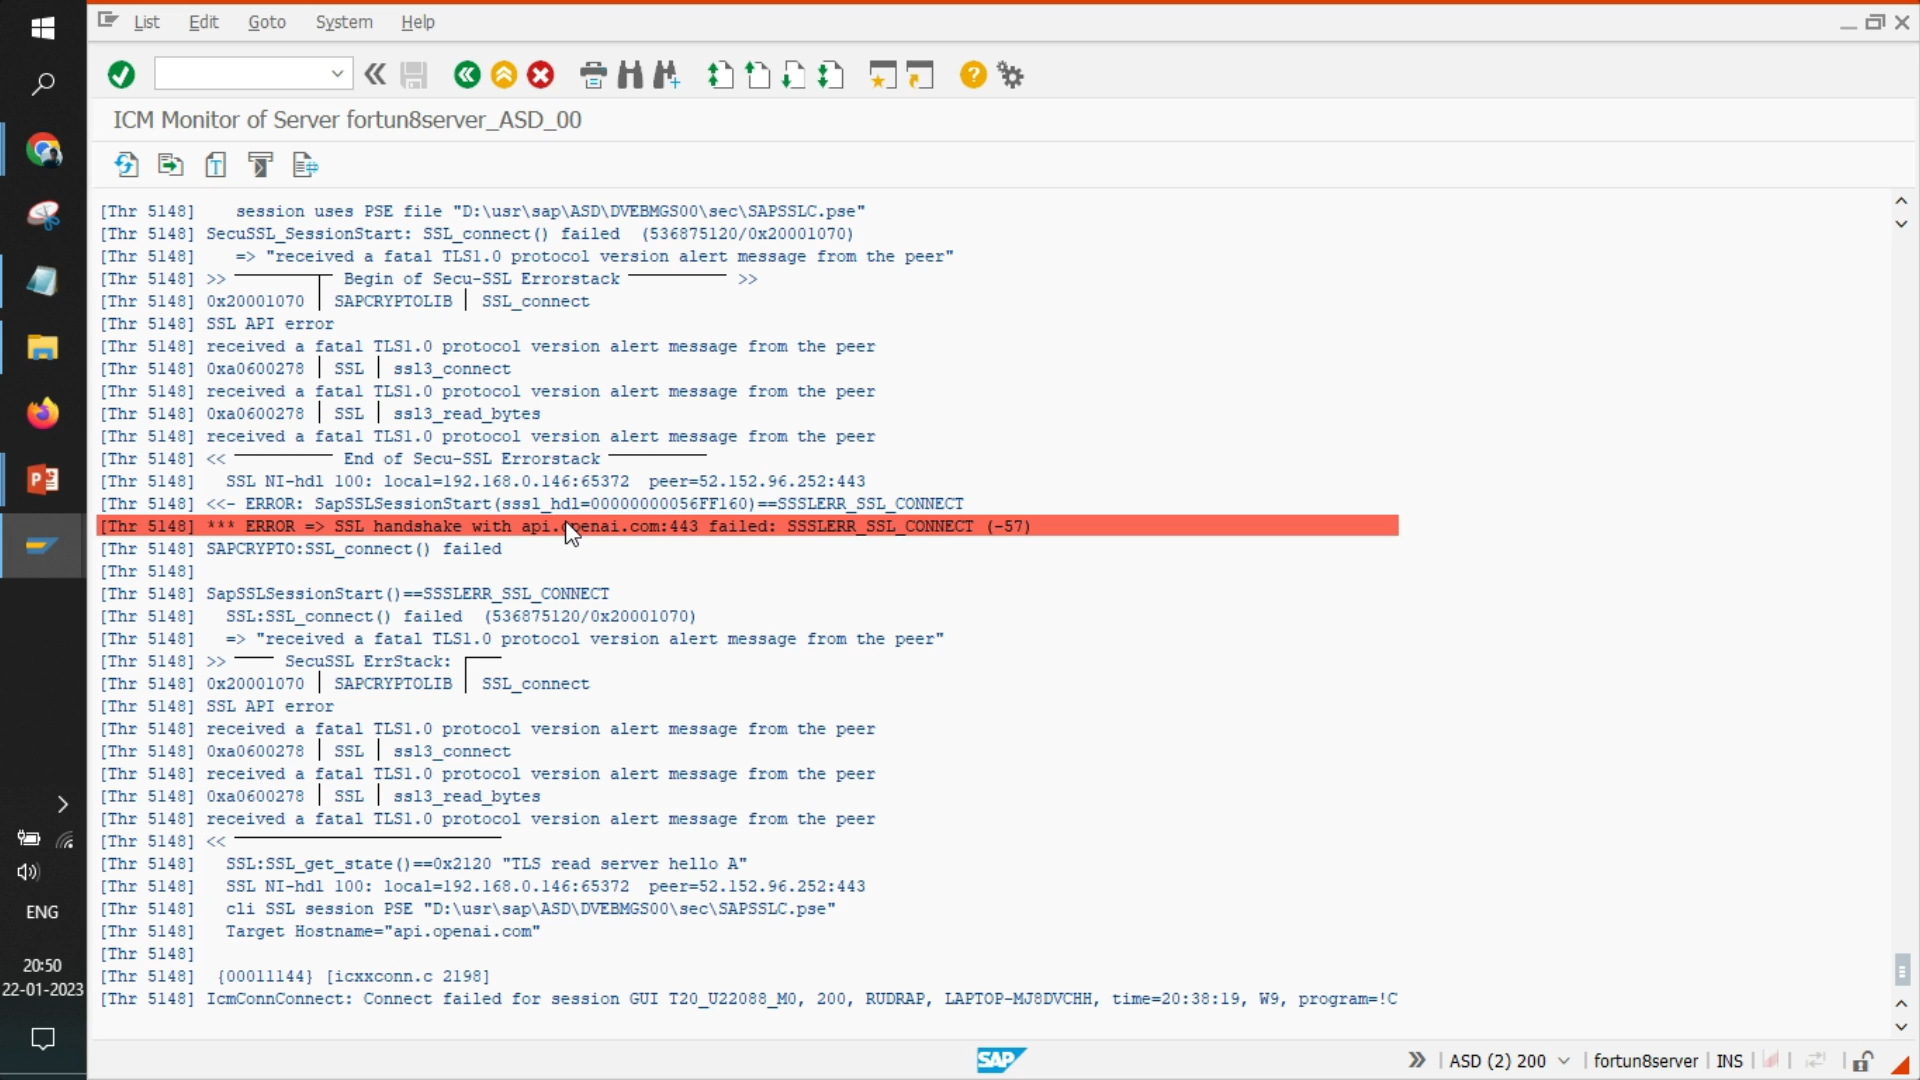 List Edit Goto System Help
ICM Monitor of Server fortun8server_ASD_00
[Thr 5148] session uses PSE file "D:\usr\sap\ASD\DVEBMGS00\sec\SAPSSLC.pse"
[Thr 5148] SecuSSL_SessionStart: SSL_connect() failed (536875120/0x20001070)
[Thr 5148] => "received a fatal TLS1.0 protocol version alert message from the peer"
[Thr 5148] >> Begin of Secu-SSL Errorstack >>
[Thr 5148] 0x20001070 | SAPCRYPTOLIB | SSL_connect
[Thr 5148] SSL API error
[Thr 5148] received a fatal TLS1.0 protocol version alert message from the peer
[Thr 5148] 0xa0600278 | SSL | ssl3_connect
[Thr 5148] received a fatal TLS1.0 protocol version alert message from the peer
[Thr 5148] 0xa0600278 | SSL | ssl3_read_bytes
[Thr 5148] received a fatal TLS1.0 protocol version alert message from the peer
[Thr 5148] << End of Secu-SSL Errorstack
[Thr 5148] SSL NI-hdl 100: local=192.168.0.146:65372 peer=52.152.96.252:443
[Thr 5148] <<- ERROR: SapSSLSessionStart(sssl_hdl=00000000056FF160)==SSSLERR_SSL_CONNECT
[Thr 5148] *** ERROR => SSL handshake with api.openai.com:443 failed: SSSLERR_SSL_CONNECT (-57)
[Thr 5148] SAPCRYPTO:SSL_connect() failed
[Thr 5148]
[Thr 5148] SapSSLSessionStart()==SSSLERR_SSL_CONNECT
[Thr 5148] SSL:SSL_connect() failed (536875120/0x20001070)
[Thr 5148] => "received a fatal TLS1.0 protocol version alert message from the peer"
[Thr 5148] >> SecuSSL ErrStack:
[Thr 5148] 0x20001070 | SAPCRYPTOLIB | SSL_connect
[Thr 5148] SSL API error
[Thr 5148] received a fatal TLS1.0 protocol version alert message from the peer
[Thr 5148] 0xa0600278 | SSL | ssl3_connect
[Thr 5148] received a fatal TLS1.0 protocol version alert message from the peer
[Thr 5148] 0xa0600278 | SSL | ssl3_read_bytes
[Thr 5148] received a fatal TLS1.0 protocol version alert message from the peer
[Thr 5148] <<
[Thr 5148] SSL:SSL_get_state()==0x2120 "TLS read server hello A"
[Thr 5148] SSL NI-hdl 100: local=192.168.0.146:65372 peer=52.152.96.252:443
[Thr 5148] cli SSL session PSE "D:\usr\sap\ASD\DVEBMGS00\sec\SAPSSLC.pse"
[Thr 5148] Target Hostname="api.openai.com"
[Thr 5148]
[Thr 5148] {00011144} [icxxconn.c 2198]
[Thr 5148] IcmConnConnect: Connect failed for session GUI T20_U22088_M0, 200, RUDRAP, LAPTOP-MJ8DVCHH, time=20:38:19, W9, program=!C
ENG
20:50
22-01-2023
SAP
ASD (2) 200 fortun8server INS